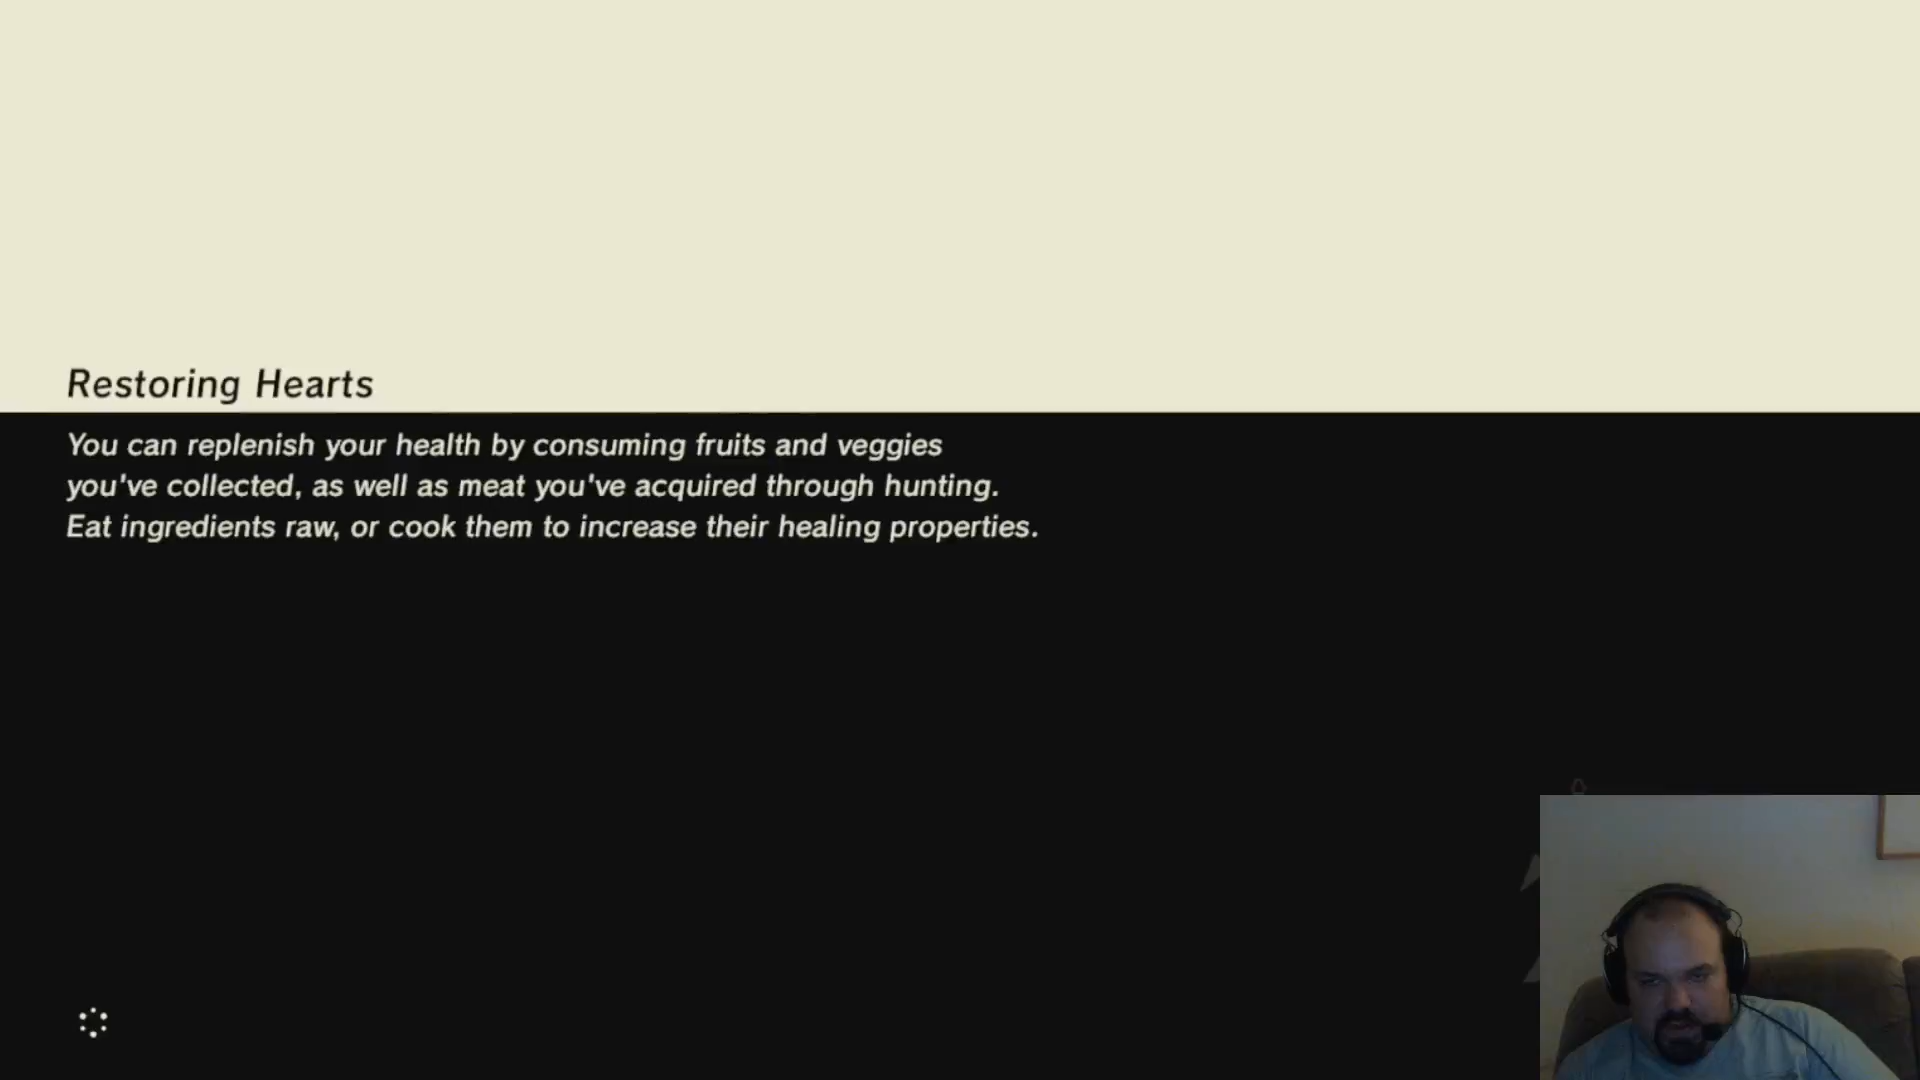 Restoring Hearts
You can replenish your health by consuming fruits and veggies
you've collected, as well as meat you've acquired through hunting.
Eat ingredients raw, or cook them to increase their healing properties.